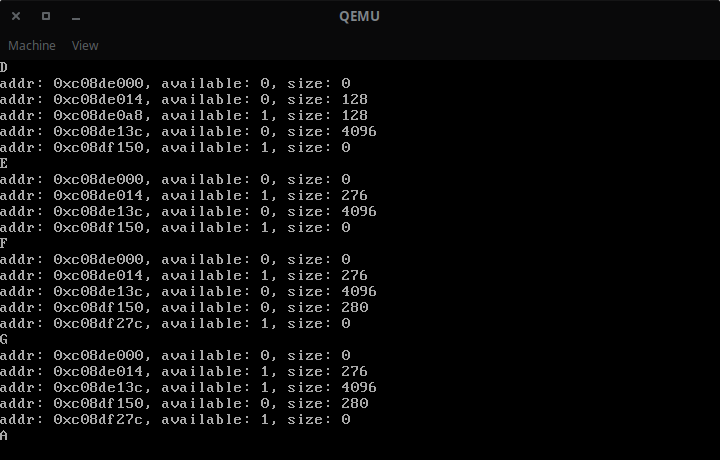 QEMU
Machine View
D
addr: 0xc08de000, available: 0, size: 0
addr: 0xc08de014, available: 0, size: 128
addr: 0xc08de0a8, available: 1, size: 128
addr: 0xc08de13c, available: 0, size: 4096
addr: 0xc08df150, available: 1, size: 0
E
addr: 0xc08de000, available: 0, size: 0
addr: 0xc08de014, available: 1, size: 276
addr: 0xc08de13c, available: 0, size: 4096
addr: 0xc08df150, available: 1, size: 0
F
addr: 0xc08de000, available: 0, size: 0
addr: 0xc08de014, available: 1, size: 276
addr: 0xc08de13c, available: 0, size: 4096
addr: 0xc08df150, available: 0, size: 280
addr: 0xc08df27c, available: 1, size: 0
G
addr: 0xc08de000, available: 0, size: 0
addr: 0xc08de014, available: 1, size: 276
addr: 0xc08de13c, available: 1, size: 4096
addr: 0xc08df150, available: 0, size: 280
addr: 0xc08df27c, available: 1, size: 0
A